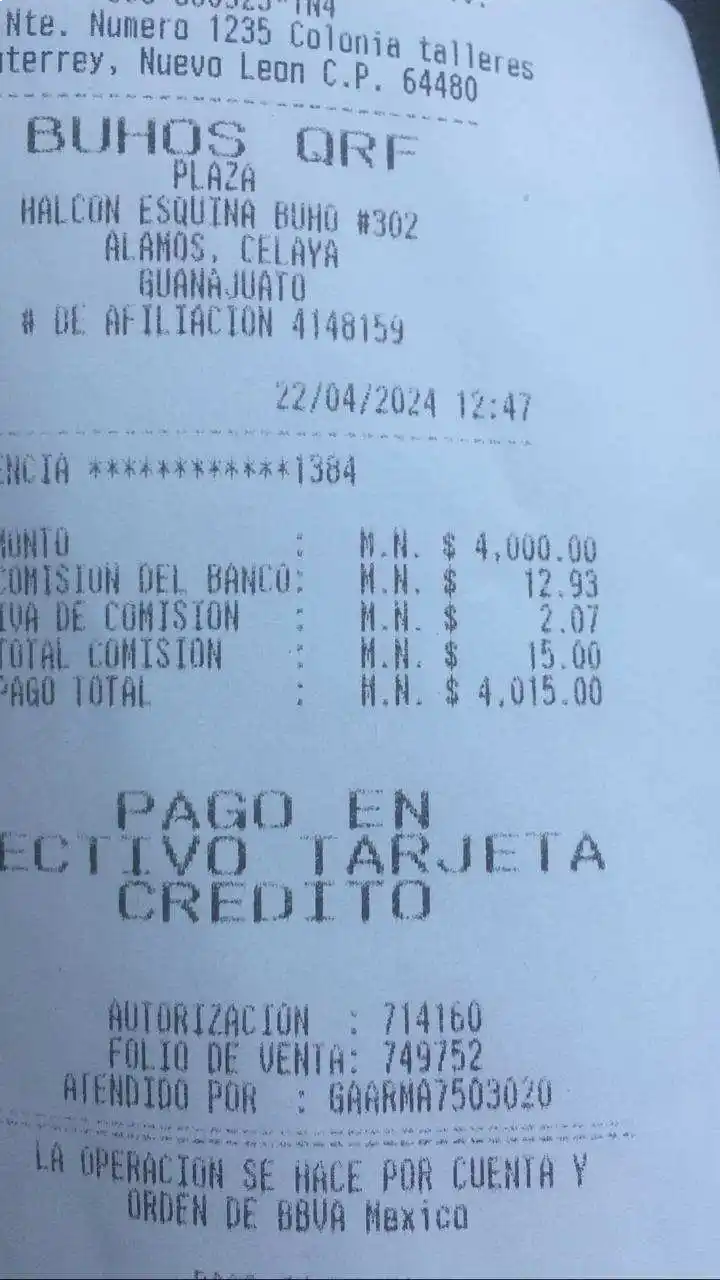 Nte. Numero 1235 Colonia talleres
terrey, Nuevo Leon C.P. 64480
BUHOS QRF
PLAZA
HALCON ESQUINA BUHO #302
ALAMOS, CELAYA
GUANAJUATO
# DE AFILIACION 4148159
22/04/2024 12:47
ENCIA ************1384
MONTO : M.N. $ 4,000.00
COMISION DEL BANCO: M.N. $ 12.93
IVA DE COMISION : M.N. $ 2.07
TOTAL COMISION : M.N. $ 15.00
PAGO TOTAL : M.N. $ 4,015.00
PAGO EN
ECTIVO TARJETA
CREDITO
AUTORIZACION : 714160
FOLIO DE VENTA: 749752
ATENDIDO POR : GAARMA7503020
LA OPERACION SE HACE POR CUENTA Y
ORDEN DE BBVA Mexico